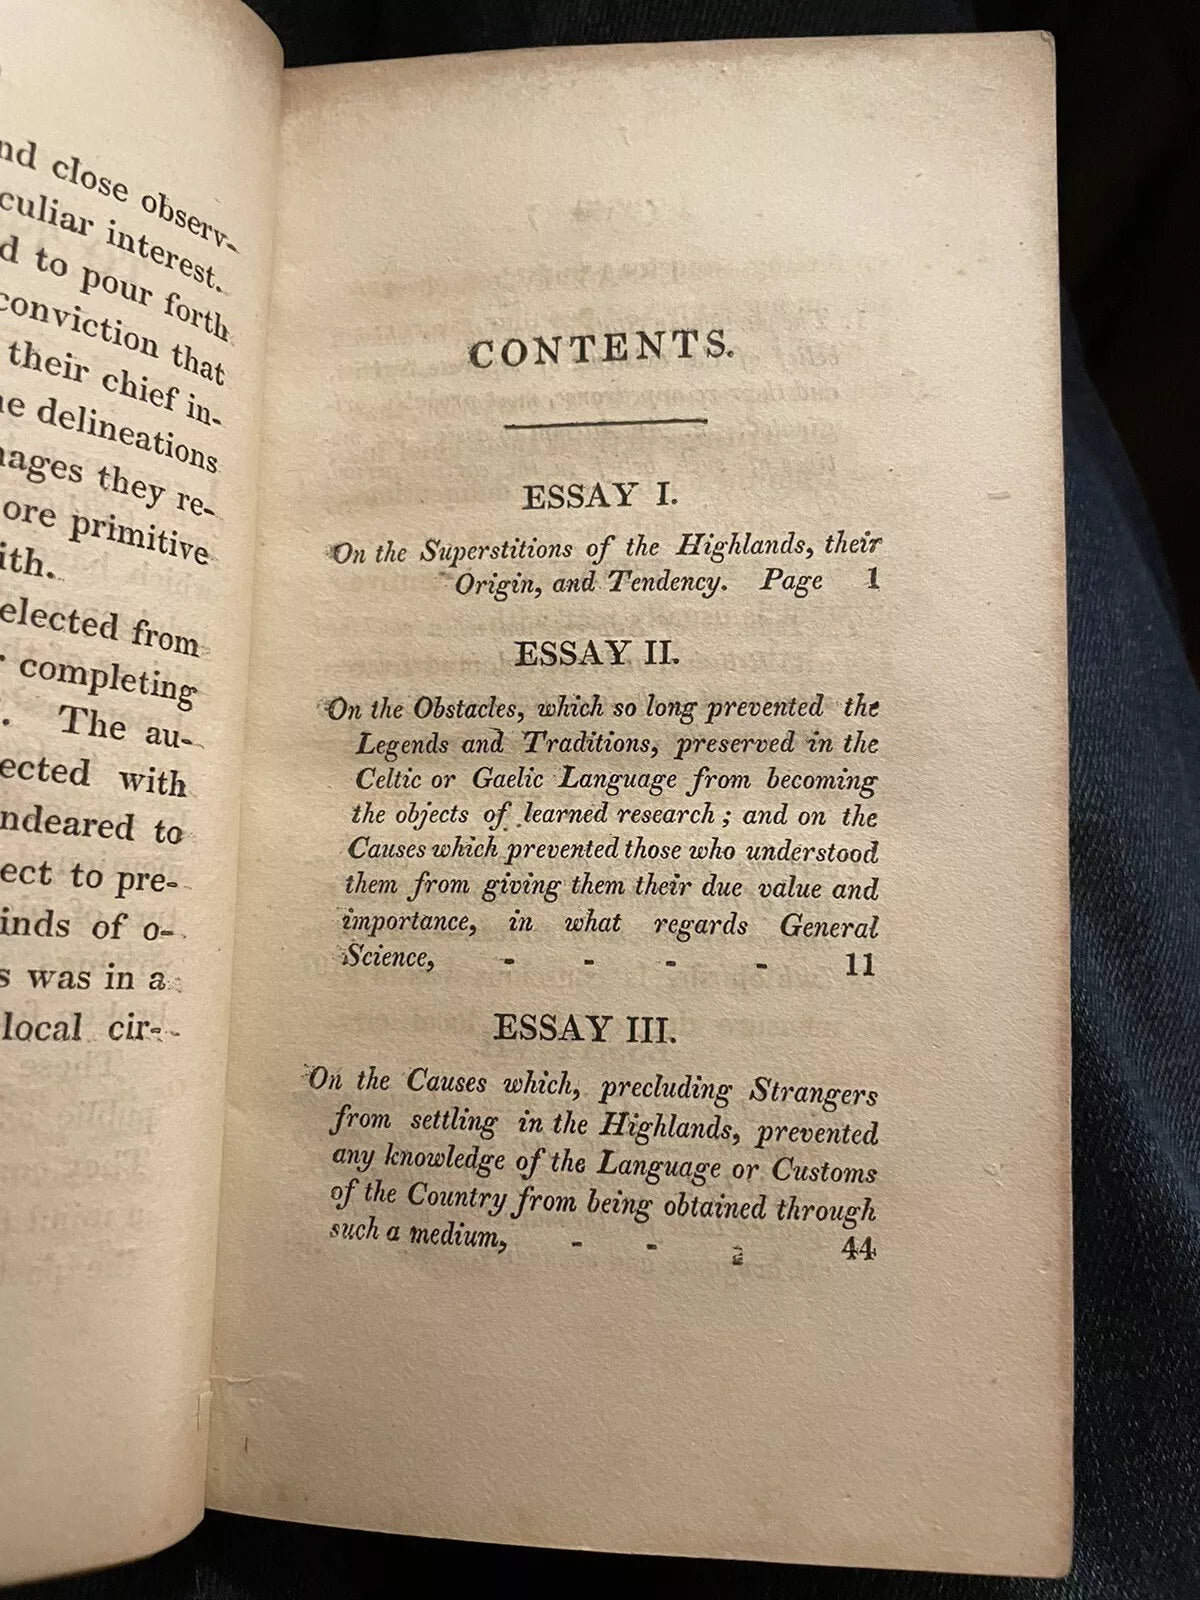 nd close observ-
culiar interest.
d to pour forth
conviction that
their chief in-
e delineations
nages they re-
ore primitive
ith.
elected from
completing
. The au-
ected with
ndeared to
ect to pre-
inds of o-
s was in a
local cir-
CONTENTS.
ESSAY I.
On the Superstitions of the Highlands, their
Origin, and Tendency. Page 1
ESSAY II.
On the Obstacles, which so long prevented the
Legends and Traditions, preserved in the
Celtic or Gaelic Language from becoming
the objects of learned research; and on the
Causes which prevented those who understood
them from giving them their due value and
importance, in what regards General
Science, - - - - 11
ESSAY III.
On the Causes which, precluding Strangers
from settling in the Highlands, prevented
any knowledge of the Language or Customs
of the Country from being obtained through
such a medium, - - 44